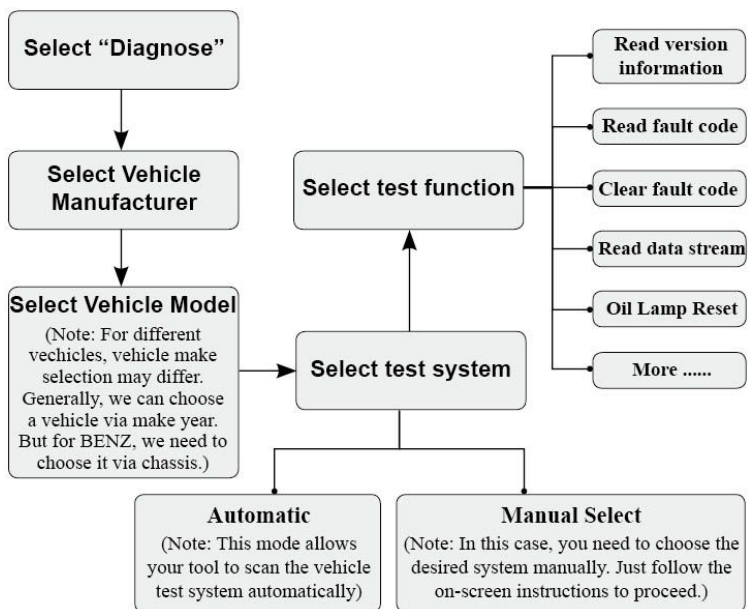 Select “Diagnose”
Select Vehicle
Manufacturer
Select Vehicle Model
(Note: For different
vechicles, vehicle make
selection may differ.
Generally, we can choose
a vehicle via make year.
But for BENZ, we need to
choose it via chassis.)
Select test system
Automatic
(Note: This mode allows
your tool to scan the vehicle
test system automatically)
Manual Select
(Note: In this case, you need to choose the
desired system manually. Just follow the
on-screen instructions to proceed.)
Select test function
Read version
information
Read fault code
Clear fault code
Read data stream
Oil Lamp Reset
More ......